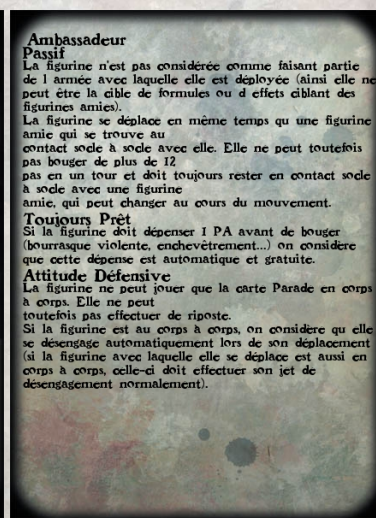 Ambassadeur
Passif
La figurine n'est pas considérée comme faisant partie
de l armée avec laquelle elle est déployée (ainsi elle ne
peut être la cible de formules ou d effets ciblant des
figurines amies).
La figurine se déplace en même temps qu une figurine
amie qui se trouve au
contact socle à socle avec elle. Elle ne peut toutefois
pas bouger de plus de 12
pas en un tour et doit toujours rester en contact socle
à socle avec une figurine
amie, qui peut changer au cours du mouvement.
Toujours Prêt
Si la figurine doit dépenser 1 PA avant de bouger
(bourrasque violente, enchevêtrement...) on considère
que cette dépense est automatique et gratuite.
Attitude Défensive
La figurine ne peut jouer que la carte Parade en corps
à corps. Elle ne peut
toutefois pas effectuer de riposte.
Si la figurine est au corps à corps, on considère qu elle
se désengage automatiquement lors de son déplacement
(si la figurine avec laquelle elle se déplace est aussi en
corps à corps, celle-ci doit effectuer son jet de
désengagement normalement).